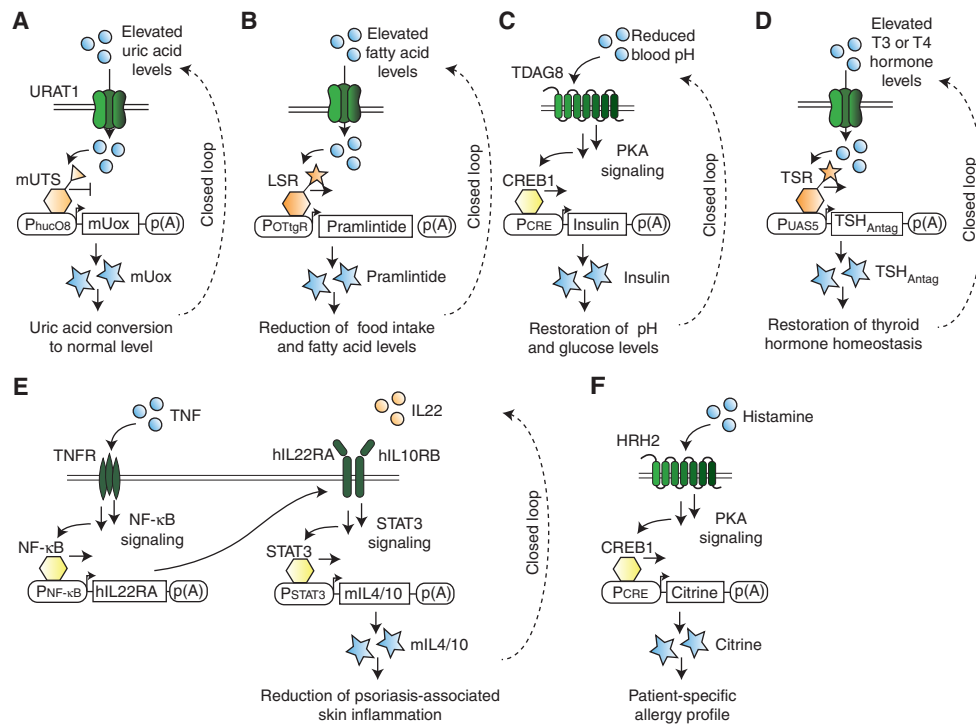 A
Elevated
uric acid
levels
URAT1
mUTS
PhucO8
mUox
p(A)
mUox
Uric acid conversion
to normal level
Closed loop
B
Elevated
fatty acid
levels
LSR
POTtgR
Pramlintide
p(A)
Pramlintide
Reduction of food intake
and fatty acid levels
Closed loop
C
Reduced
blood pH
TDAG8
PKA
signaling
CREB1
PCRE
Insulin
p(A)
Insulin
Restoration of pH
and glucose levels
Closed loop
D
Elevated
T3 or T4
hormone
levels
TSR
PUAS5
TSHAntag
p(A)
TSHAntag
Restoration of thyroid
hormone homeostasis
Closed loop
E
TNF
TNFR
NF-κB
signaling
NF-κB
PNF-κB
hIL22RA
p(A)
IL22
hIL22RA
hIL10RB
STAT3
signaling
STAT3
PSTAT3
mIL4/10
p(A)
mIL4/10
Reduction of psoriasis-associated
skin inflammation
Closed loop
F
Histamine
HRH2
PKA
signaling
CREB1
PCRE
Citrine
p(A)
Citrine
Patient-specific
allergy profile